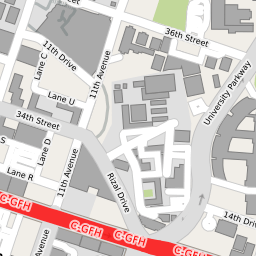 36th Street
11th Drive
11th Avenue
Lane C
University Parkway
Lane U
34th Street
S
Lane D
Lane R
11th Avenue
Rizal Drive
14th Driv
C-GFH
C-GFH
C-GFH
C-GFH
Avenue